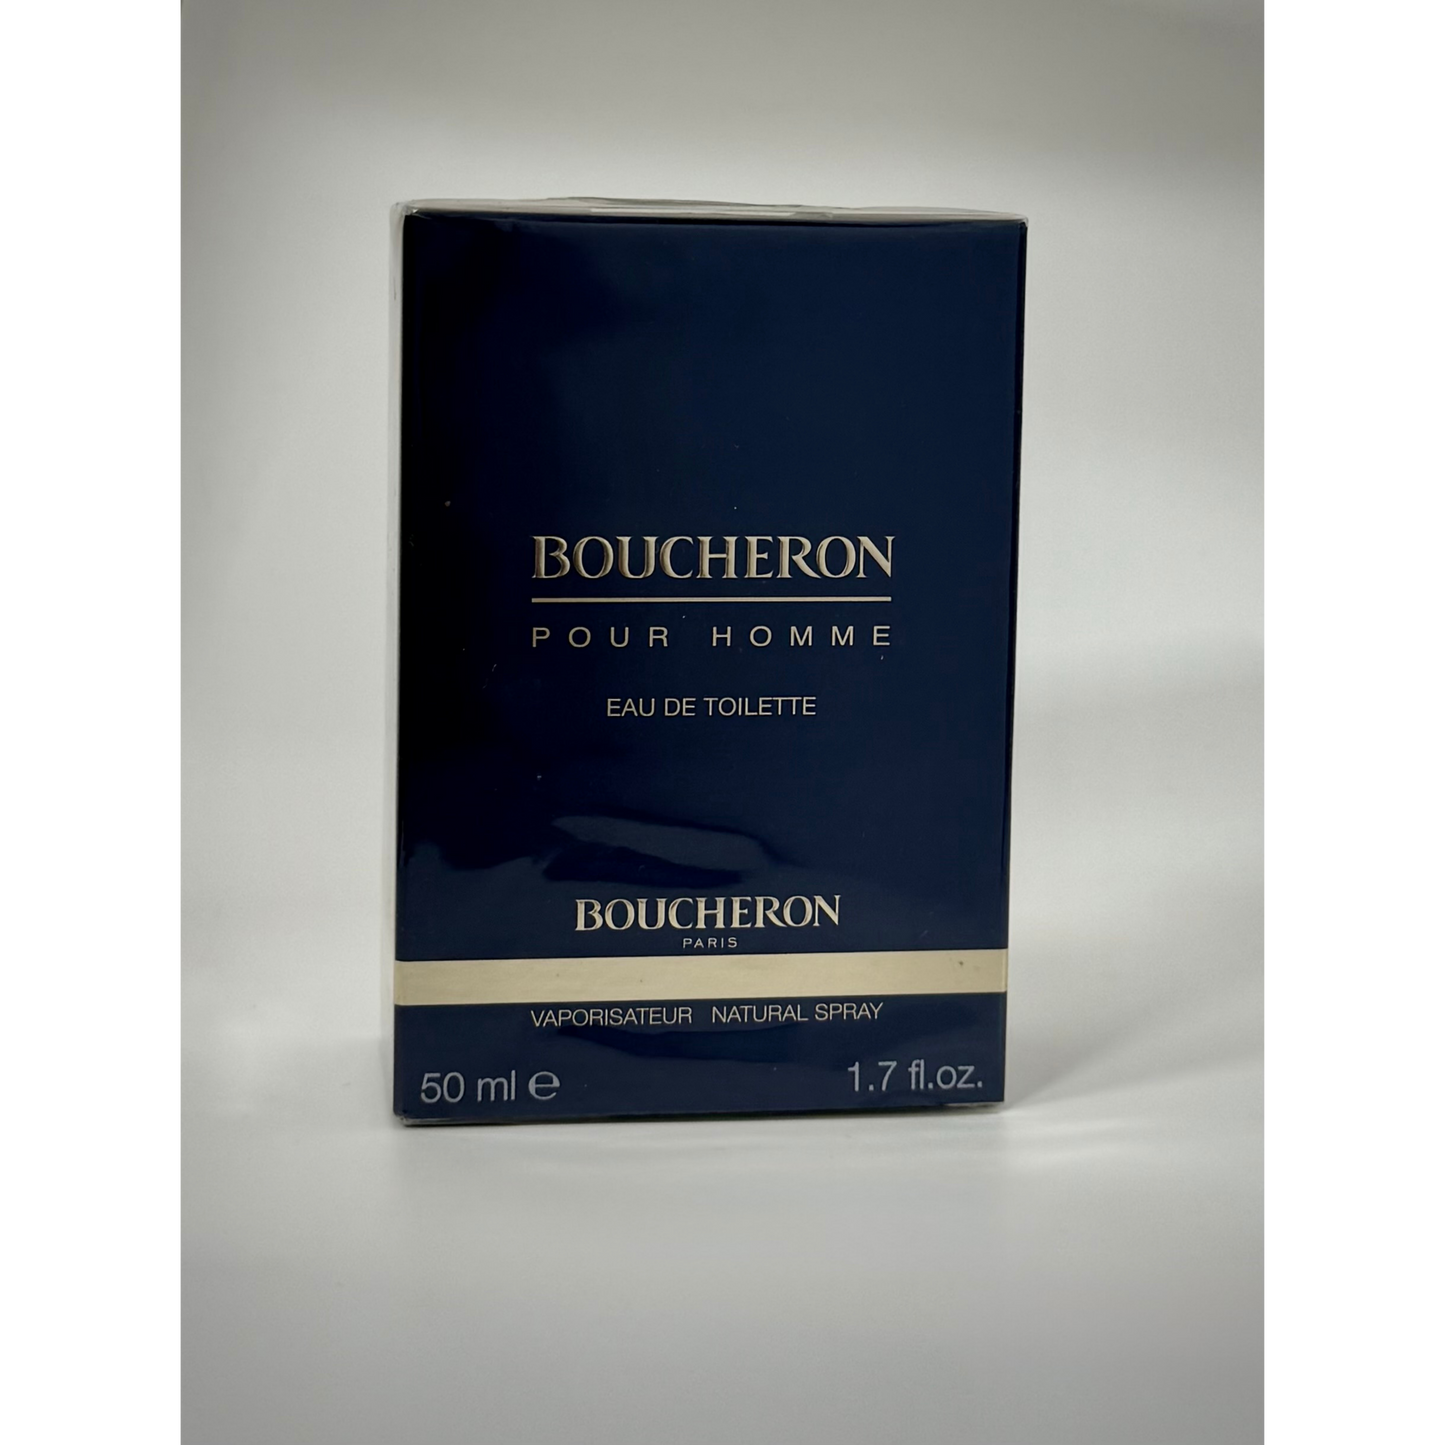 BOUCHERON
POUR HOMME
EAU DE TOILETTE
BOUCHERON
PARIS
VAPORISATEUR NATURAL SPRAY
50 ml ℮ 1.7 fl.oz.